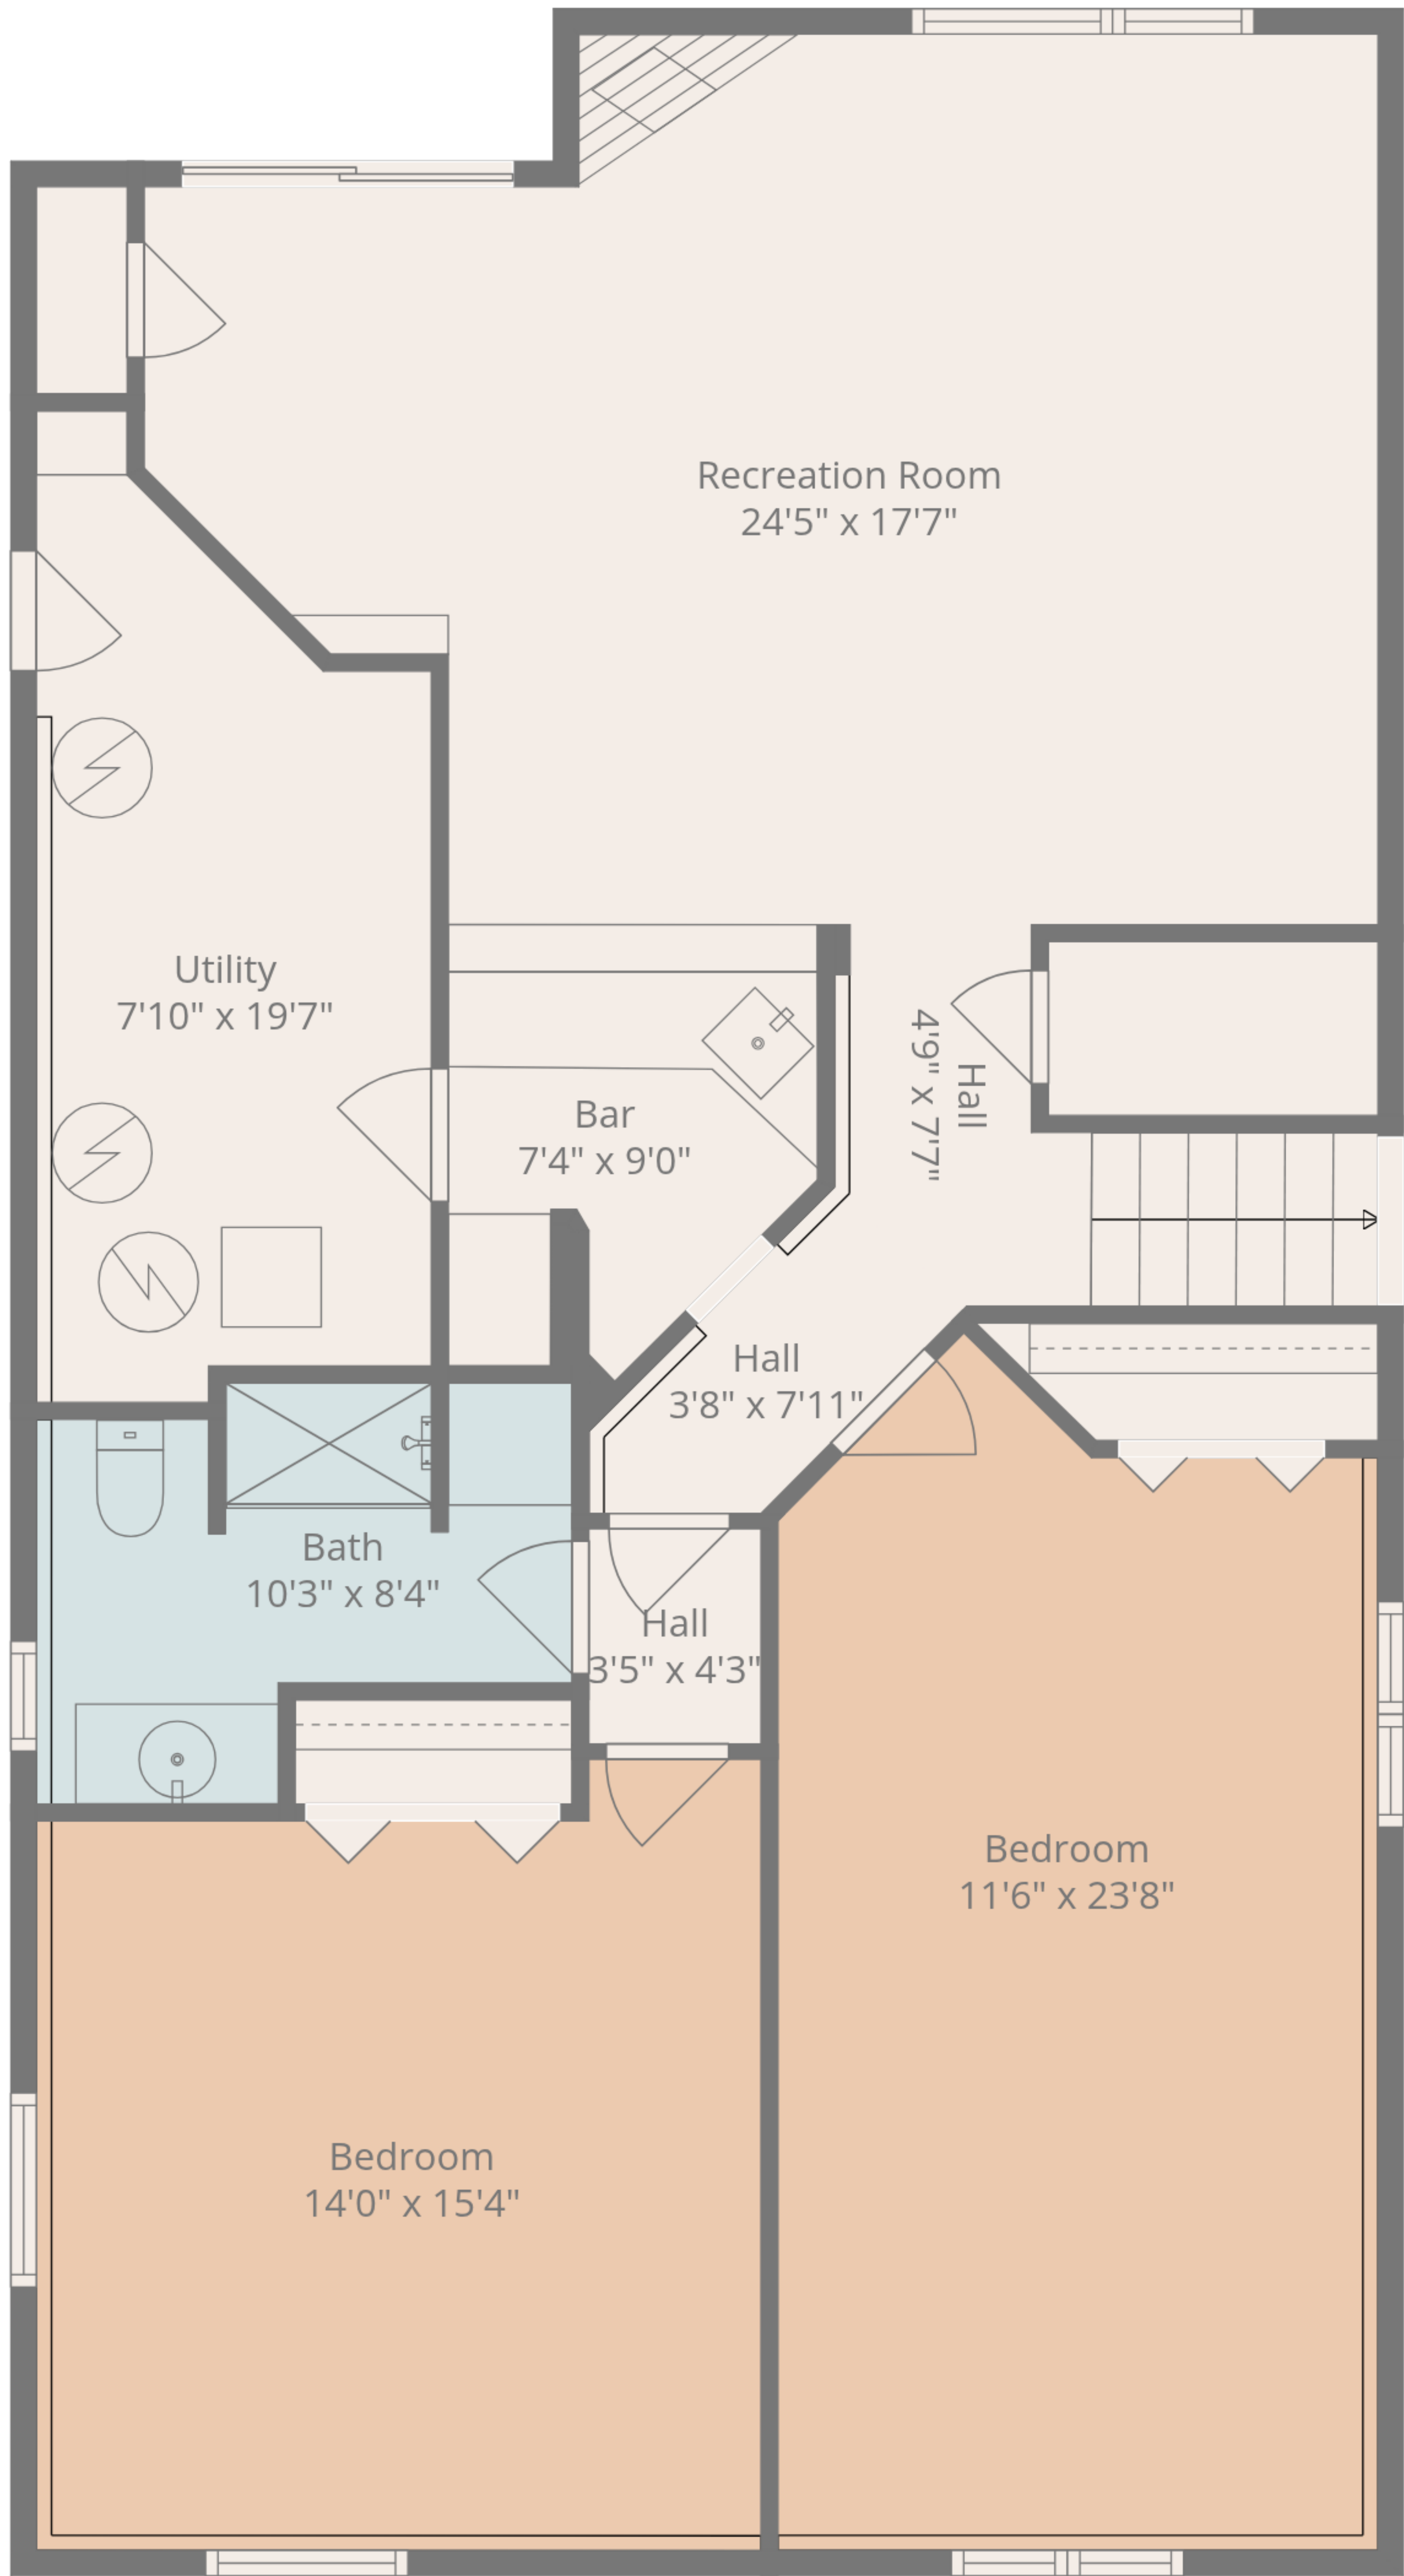 Recreation Room
24'5" x 17'7"
Utility
7'10" x 19'7"
Bar
7'4" x 9'0"
Hall
4'9" x 7'7"
Hall
3'8" x 7'11"
Bath
10'3" x 8'4"
Hall
3'5" x 4'3"
Bedroom
11'6" x 23'8"
Bedroom
14'0" x 15'4"